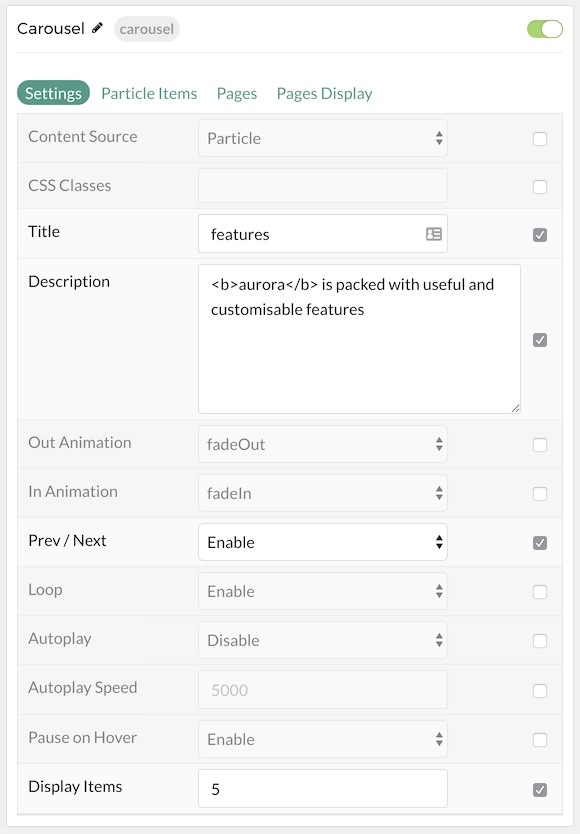 Carousel carousel
Settings Particle Items Pages Pages Display
Content Source Particle
CSS Classes
Title features
Description <b>aurora</b> is packed with useful and
customisable features
Out Animation fadeOut
In Animation fadeIn
Prev / Next Enable
Loop Enable
Autoplay Disable
Autoplay Speed 5000
Pause on Hover Enable
Display Items 5